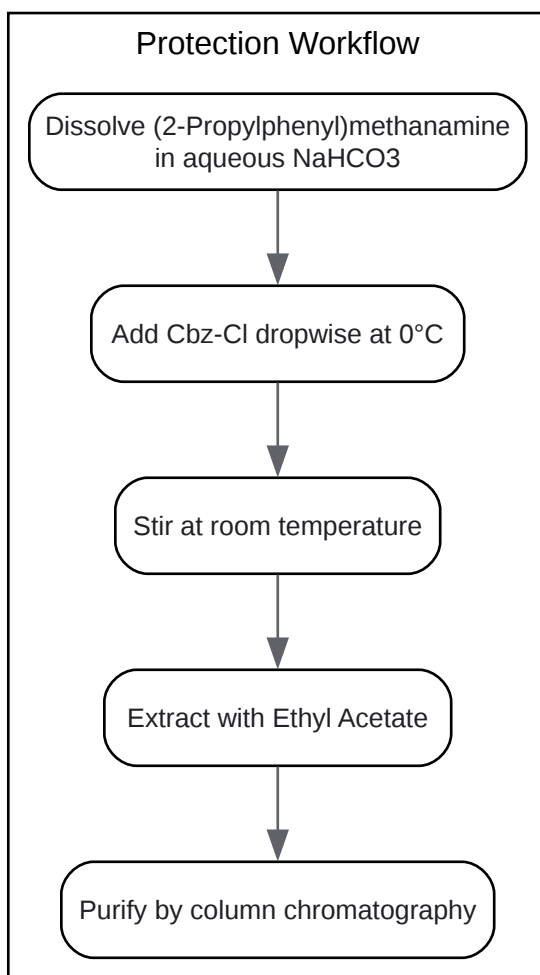 Protection Workflow
Dissolve (2-Propylphenyl)methanamine
in aqueous NaHCO3
Add Cbz-Cl dropwise at 0°C
Stir at room temperature
Extract with Ethyl Acetate
Purify by column chromatography